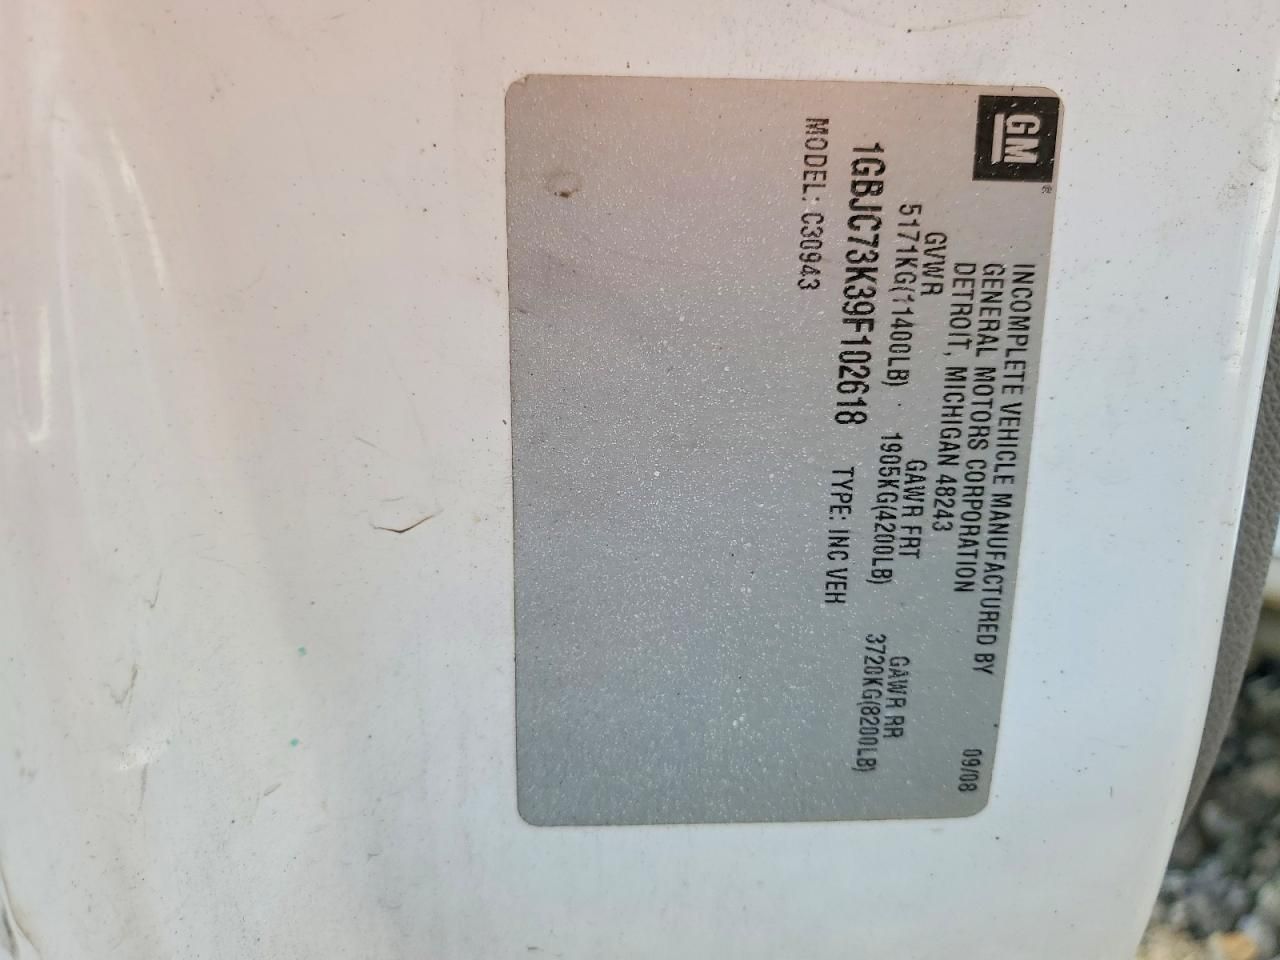 GM®
INCOMPLETE VEHICLE MANUFACTURED BY
GENERAL MOTORS CORPORATION
DETROIT, MICHIGAN 48243
09/08
GVWR GAWR FRT GAWR RR
5171KG(11400LB) 1905KG(4200LB) 3720KG(8200LB)
1GBJC73K39F102618 TYPE: INC VEH
MODEL: C30943